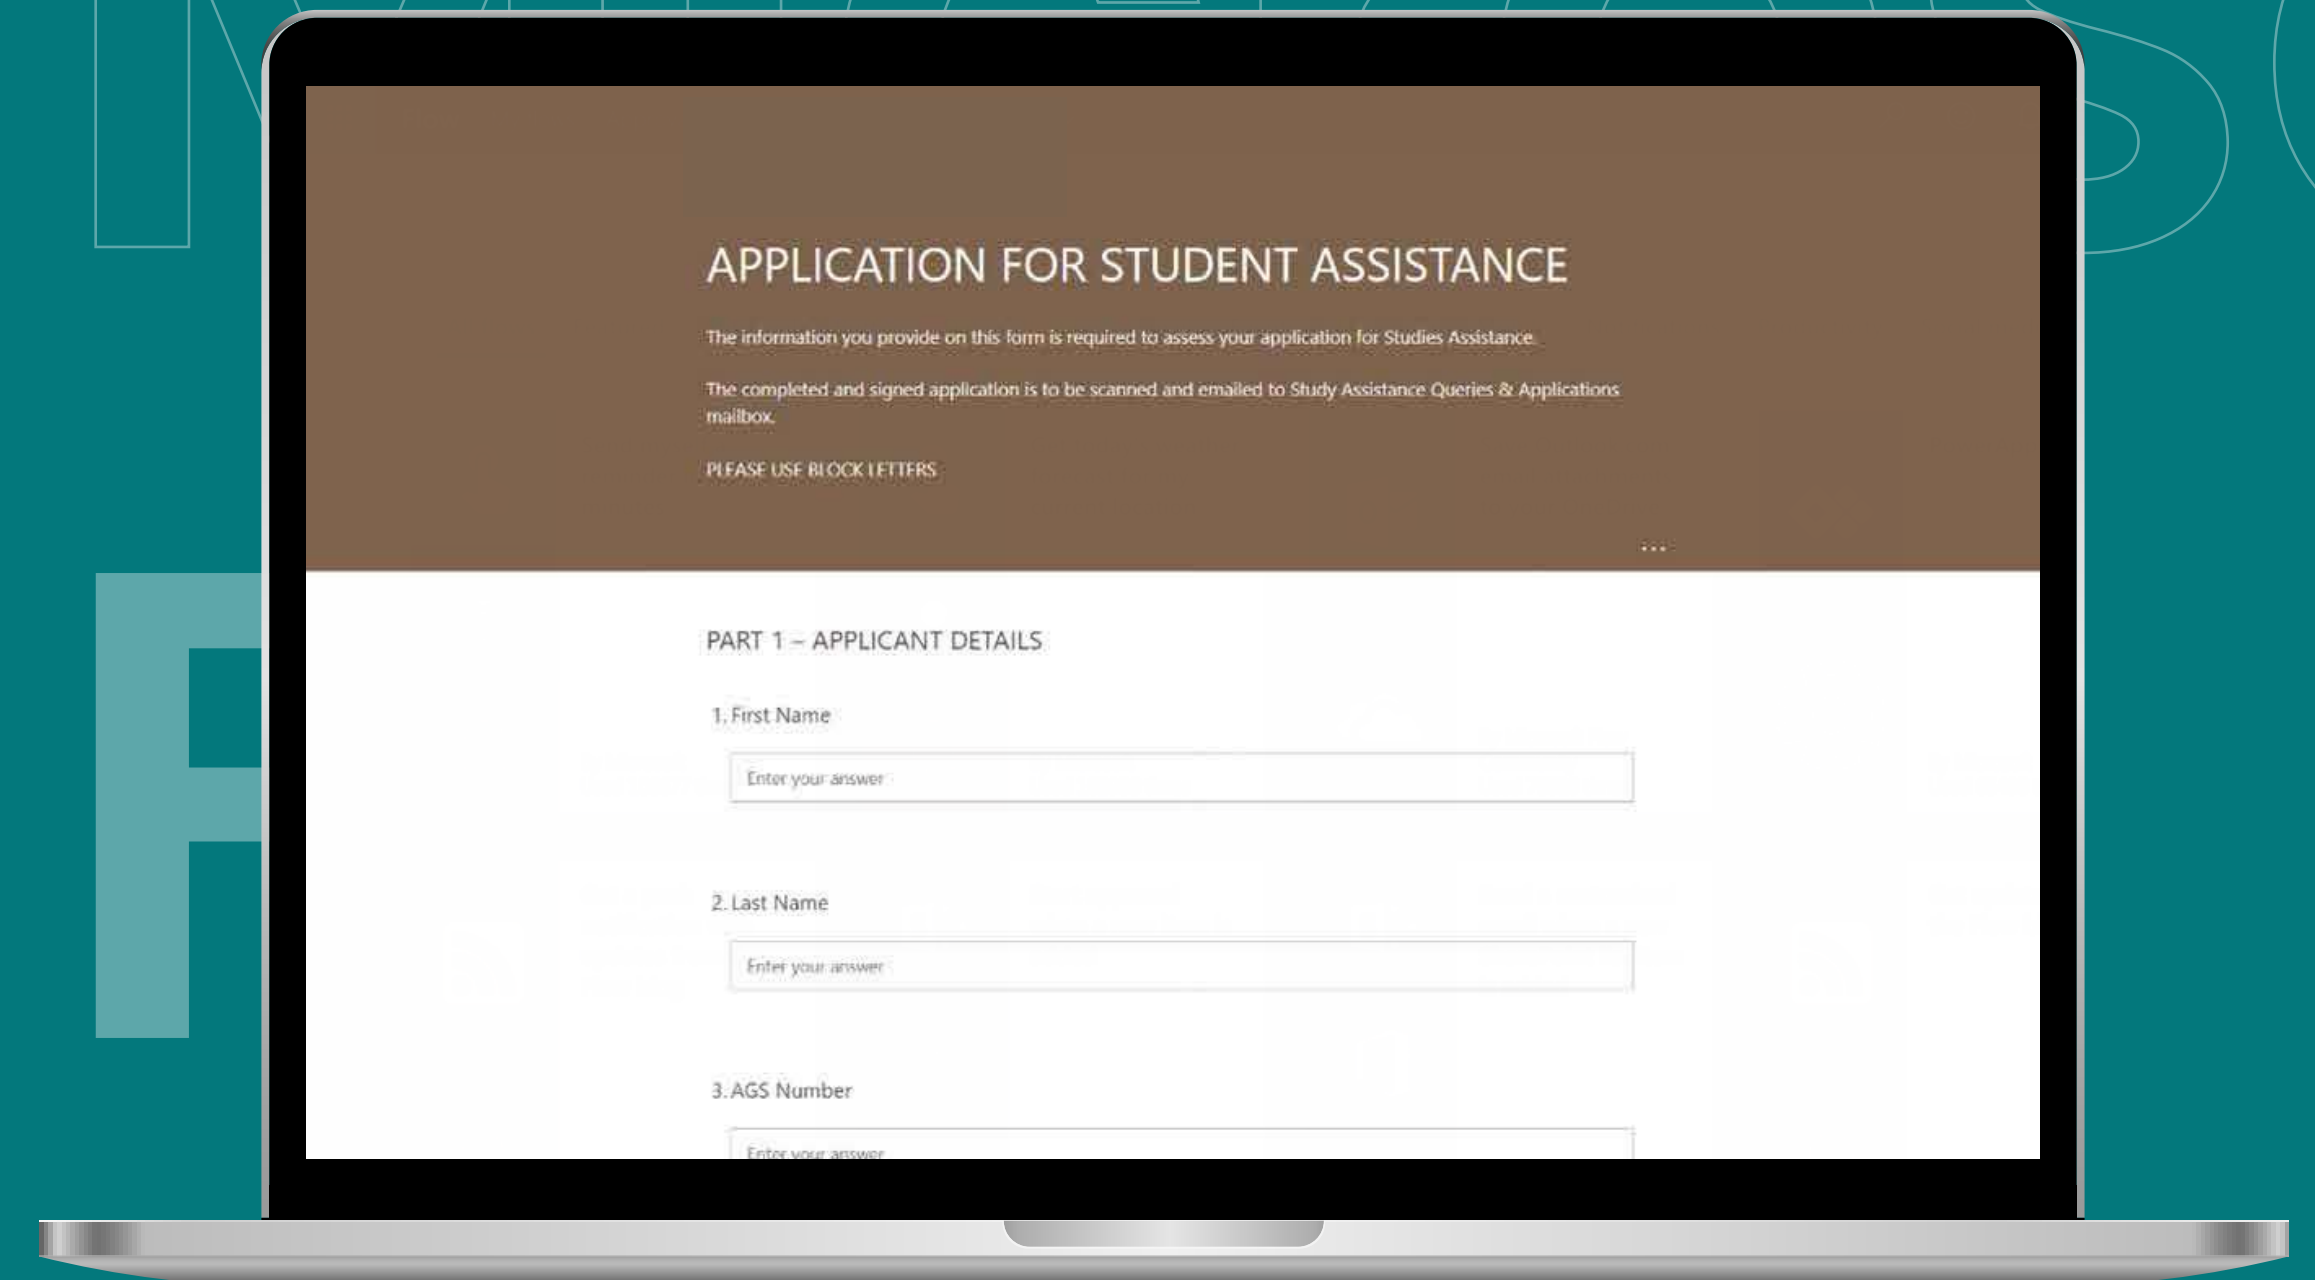 APPLICATION FOR STUDENT ASSISTANCE
The information you provide on this form is required to assess your application for Studies Assistance.
The completed and signed application is to be scanned and emailed to Study Assistance Queries & Applications
mailbox.
PLEASE USE BLOCK LETTERS
...
PART 1 – APPLICANT DETAILS
1. First Name
Enter your answer
2. Last Name
Enter your answer
3. AGS Number
Enter your answer